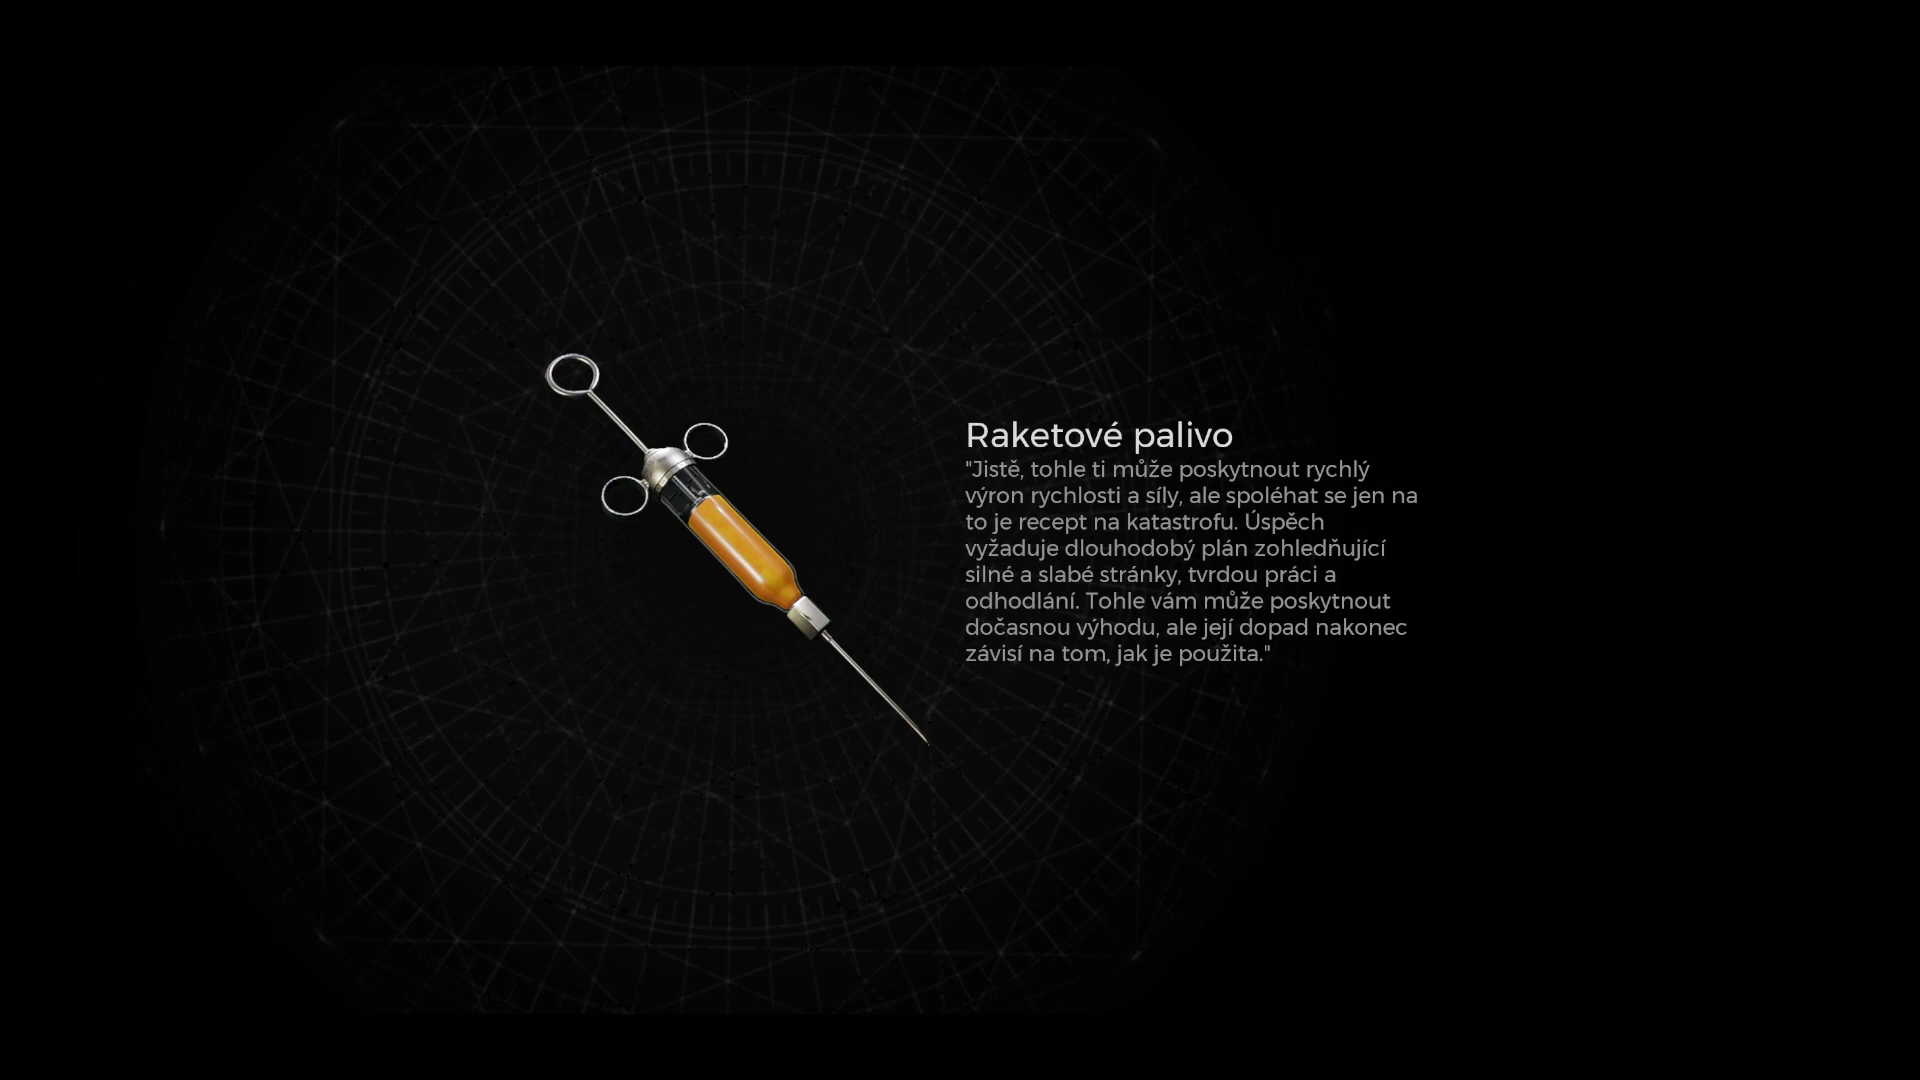 Raketové palivo
"Jistě, tohle ti může poskytnout rychlý
výron rychlosti a síly, ale spoléhat se jen na
to je recept na katastrofu. Úspěch
vyžaduje dlouhodobý plán zohledňující
silné a slabé stránky, tvrdou práci a
odhodlání. Tohle vám může poskytnout
dočasnou výhodu, ale její dopad nakonec
závisí na tom, jak je použita."